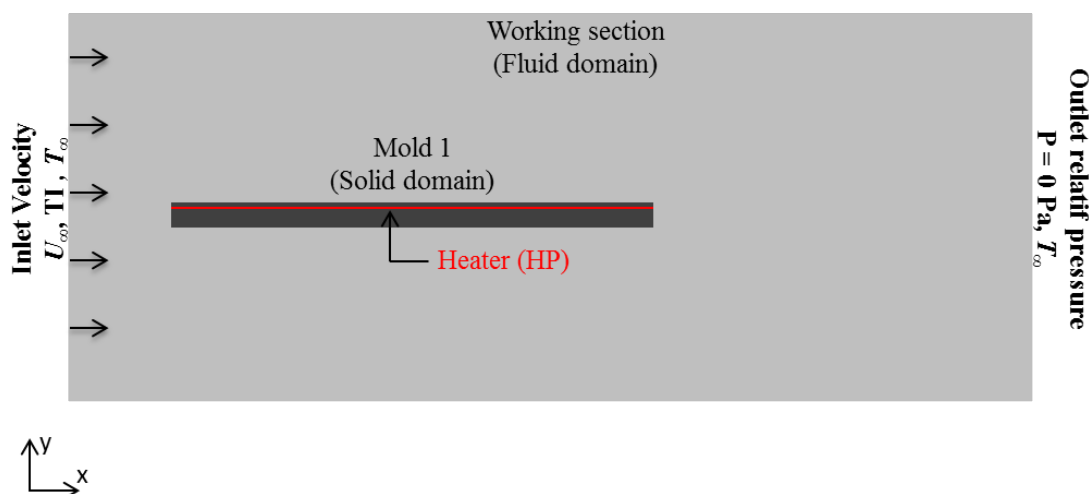 Working section
(Fluid domain)
Inlet Velocity
U∞, TI , T∞
Mold 1
(Solid domain)
Heater (HP)
Outlet relatif pressure
P = 0 Pa, T∞
y
x